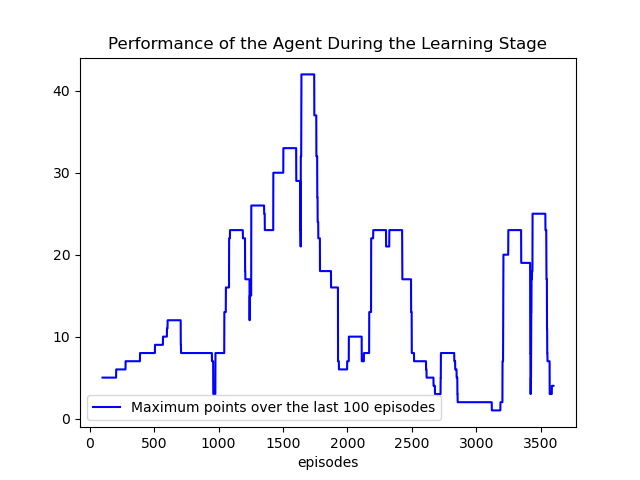 Performance of the Agent During the Learning Stage
40
30
20
10
0
Maximum points over the last 100 episodes
0 500 1000 1500 2000 2500 3000 3500
episodes